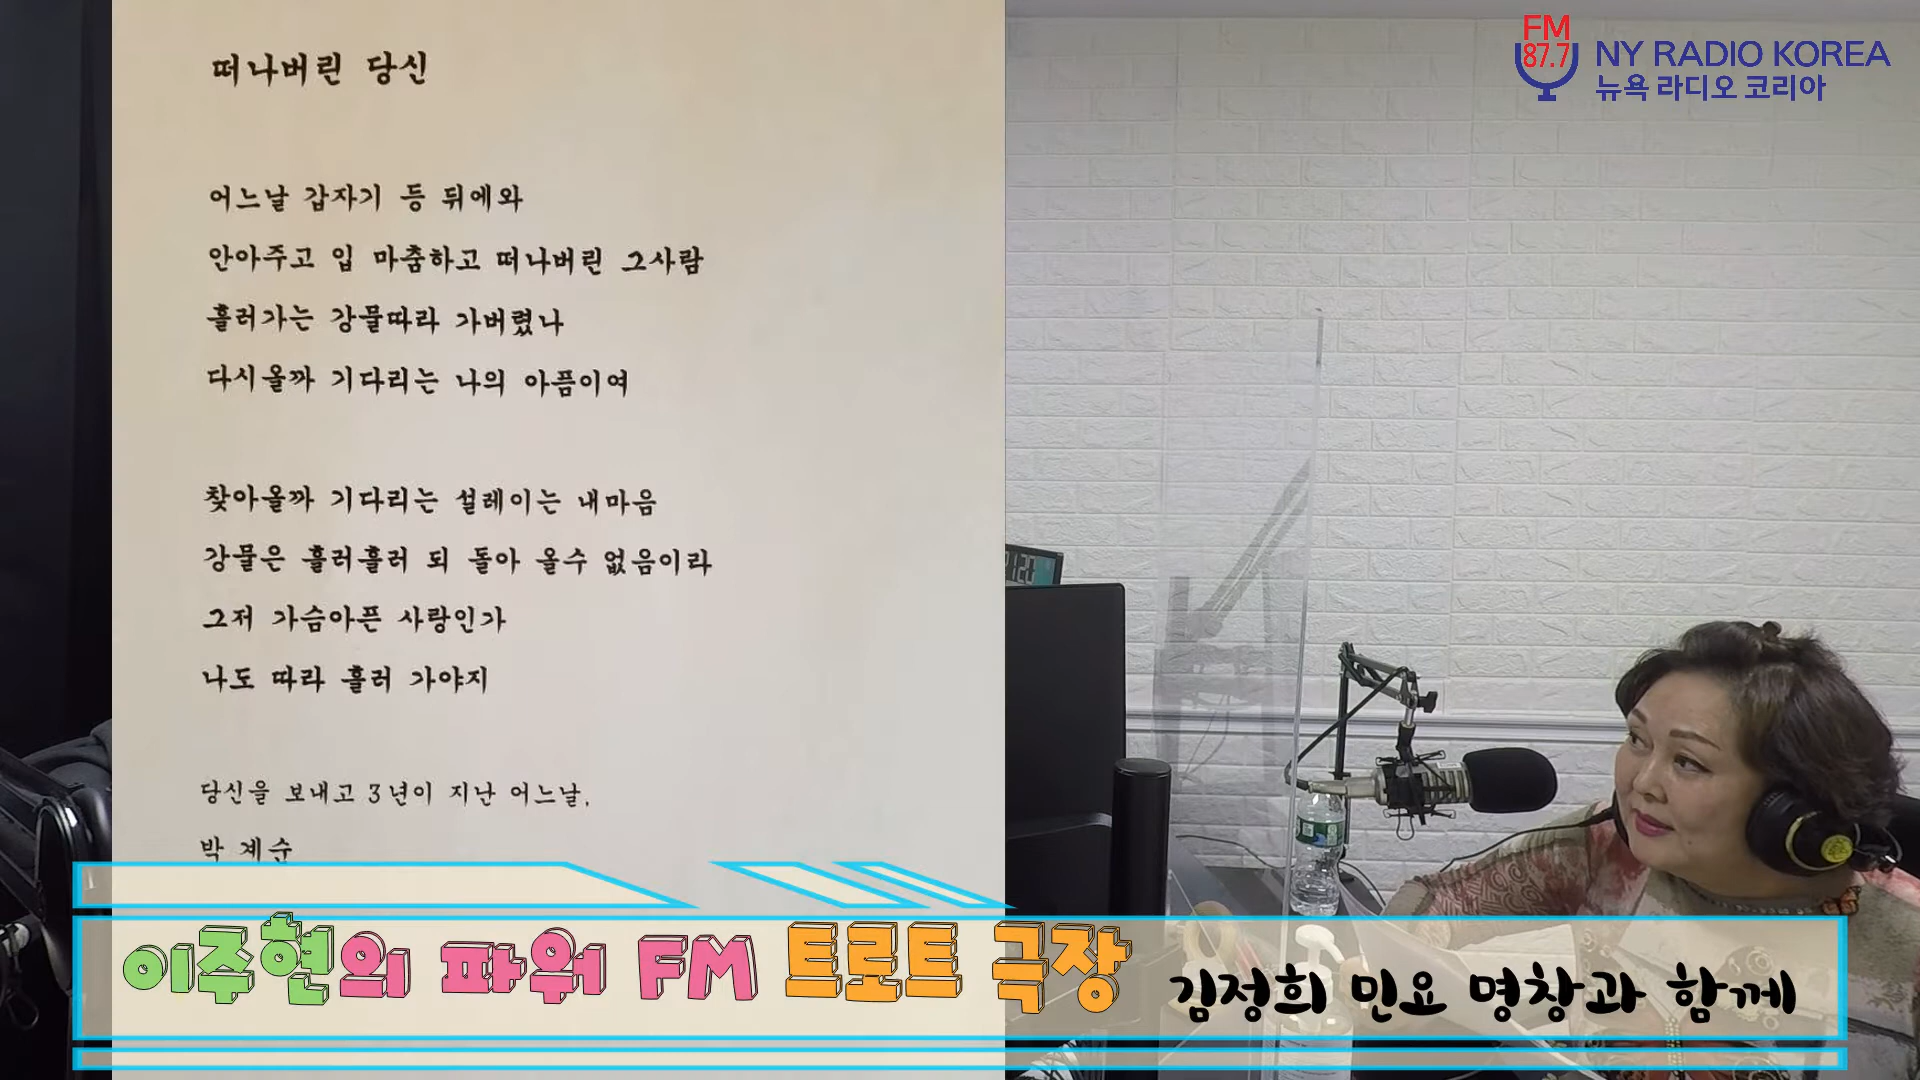 떠나버린 당신
어느날 갑자기 등 뒤에와
안아주고 입 마춤하고 떠나버린 그사람
흘러가는 강물따라 가버렸나
다시올까 기다리는 나의 아픔이여
찾아올까 기다리는 설레이는 내마음
강물은 흘러흘러 되 돌아 올수 없음이라
그저 가슴아픈 사랑인가
나도 따라 흘러 가야지
당신을 보내고 3년이 지난 어느날,
박 계순
FM
87.7
NY RADIO KOREA
뉴욕 라디오 코리아
이주현의 파워 FM 트로트 극장
김정희 민요 명창과 함께